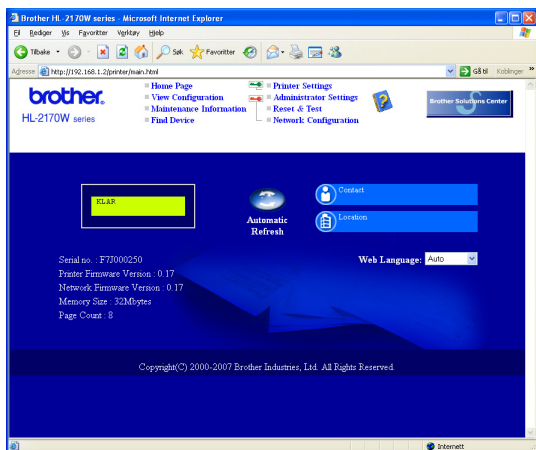 Brother HL-2170W series - Microsoft Internet Explorer
Fil Rediger Vis Favoritter Verktøy Hjelp
Tilbake Søk Favoritter
Adresse http://192.168.1.2/printer/main.html Gå til Koblinger »
brother.
HL-2170W series
Home Page
View Configuration
Maintenance Information
Find Device
Printer Settings
Administrator Settings
Reset & Test
Network Configuration
Brother Solutions Center
KLAR
Automatic
Refresh
Contact
Location
Serial no. : F7J000250
Printer Firmware
Version : 0.17
Network Firmware Version : 0.17
Memory Size : 32Mbytes
Page Count : 8
Web Language: Auto
Copyright(C) 2000-2007 Brother Industries, Ltd. All Rights Reserved.
Internett